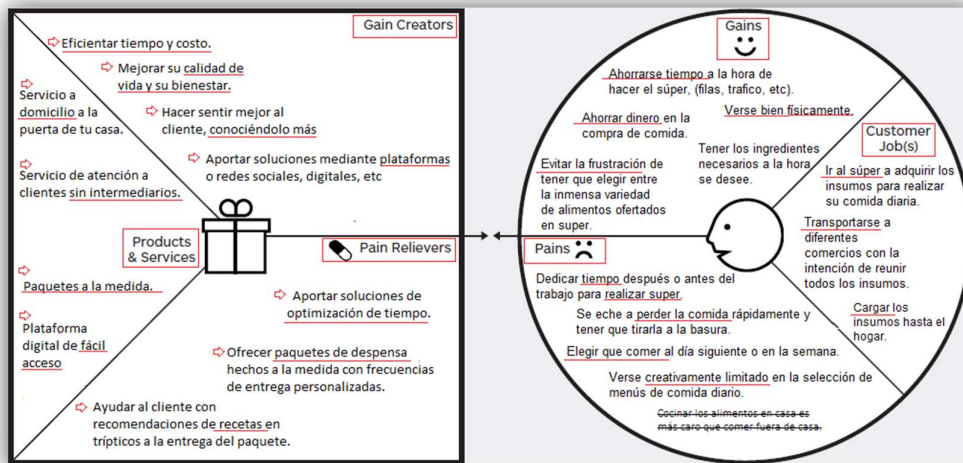 Gain Creators
Eficientar tiempo y costo.
Mejorar su calidad de
vida y su bienestar.
Servicio a
domicilio a la
puerta de tu casa.
Hacer sentir mejor al
cliente, conociéndolo más
Aportar soluciones mediante plataformas
o redes sociales, digitales, etc
Servicio de atención a
clientes sin intermediarios.
Products
& Services
Pain Relievers
Paquetes a la medida.
Plataforma
digital de fácil
acceso
Aportar soluciones de
optimización de tiempo.
Ofrecer paquetes de despensa
hechos a la medida con frecuencias
de entrega personalizadas.
Ayudar al cliente con
recomendaciones de recetas en
trípticos a la entrega del paquete.
Gains
Ahorrarse tiempo a la hora de
hacer el súper, (filas, trafico, etc).
Verse bien físicamente.
Ahorrar dinero en la
compra de comida.
Tener los ingredientes
necesarios a la hora
se desee.
Evitar la frustración de
tener que elegir entre
la inmensa variedad
de alimentos ofertados
en super.
Customer
Job(s)
Ir al súper a adquirir los
insumos para realizar
su comida diaria.
Transportarse a
diferentes
comercios con la
intención de reunir
todos los insumos.
Cargar los
insumos hasta el
hogar.
Pains
Dedicar tiempo después o antes del
trabajo para realizar super.
Se eche a perder la comida rápidamente y
tener que tirarla a la basura.
Elegir que comer al día siguiente o en la semana.
Verse creativamente limitado en la selección de
menús de comida diario.
Cocinar los alimentos en casa es
más caro que comer fuera de casa.